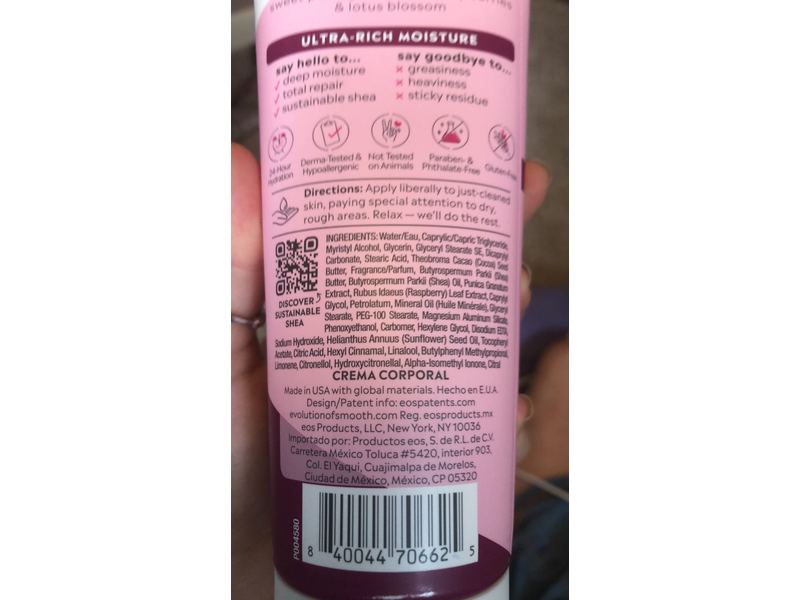 & lotus blossom
ULTRA-RICH MOISTURE
say hello to...
✓ deep moisture
✓ total repair
✓ sustainable shea
say goodbye to...
× greasiness
× heaviness
× sticky residue
24-Hour
Hydration
Derma-Tested &
Hypoallergenic
Not Tested
on Animals
Paraben- &
Phthalate-Free
Gluten-Free
Directions: Apply liberally to just-cleaned
skin, paying special attention to dry,
rough areas. Relax — we'll do the rest.
DISCOVER
SUSTAINABLE
SHEA
INGREDIENTS: Water/Eau, Caprylic/Capric Triglyceride,
Myristyl Alcohol, Glycerin, Glyceryl Stearate SE, Dicaprylyl
Carbonate, Stearic Acid, Theobroma Cacao (Cocoa) Seed
Butter, Fragrance/Parfum, Butyrospermum Parkii (Shea)
Butter, Butyrospermum Parkii (Shea) Oil, Punica Granatum
Extract, Rubus Idaeus (Raspberry) Leaf Extract, Caprylyl
Glycol, Petrolatum, Mineral Oil (Huile Minérale), Glyceryl
Stearate, PEG-100 Stearate, Magnesium Aluminum Silicate,
Phenoxyethanol, Carbomer, Hexylene Glycol, Disodium EDTA,
Sodium Hydroxide, Helianthus Annuus (Sunflower) Seed Oil, Tocopheryl
Acetate, Citric Acid, Hexyl Cinnamal, Linalool, Butylphenyl Methylpropional,
Limonene, Citronellol, Hydroxycitronellal, Alpha-Isomethyl Ionone, Citral
CREMA CORPORAL
Made in USA with global materials. Hecho en E.U.A.
Design/Patent info: eospatents.com
evolutionofsmooth.com Reg. eosproducts.mx
eos Products, LLC, New York, NY 10036
Importado por: Productos eos, S. de R.L. de C.V.
Carretera México Toluca #5420, interior 903,
Col. El Yaqui, Cuajimalpa de Morelos,
Ciudad de México, México, CP 05320
P004580
8 40044 70662 5